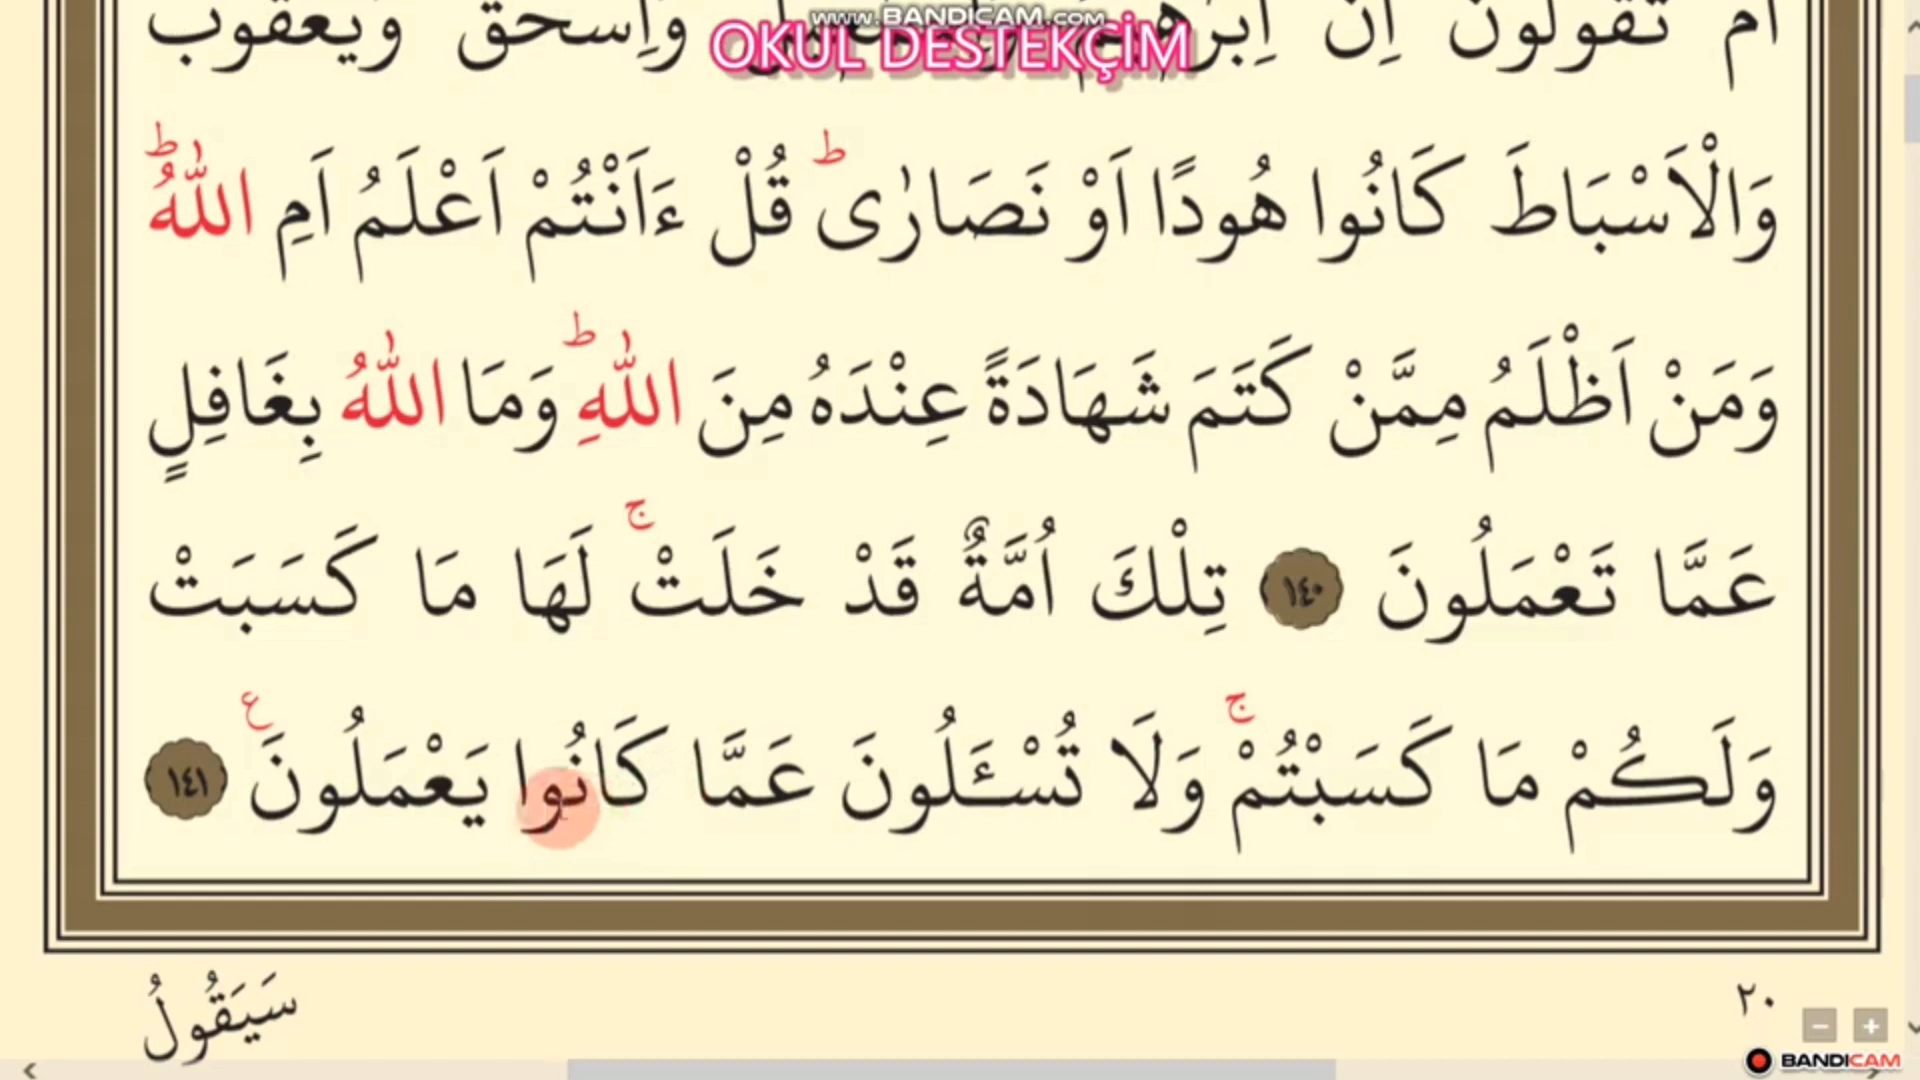 www.BANDICAM.com
OKUL DESTEKÇİM
اَمْ تَقُولُونَ اِنَّ اِبْرٰهٖيمَ وَاِسْحٰقَ وَيَعْقُوبَ
وَالْاَسْبَاطَ كَانُوا هُودًا اَوْ نَصَارٰى ط قُلْ ءَاَنْتُمْ اَعْلَمُ اَمِ اللّٰهُ ط
وَمَنْ اَظْلَمُ مِمَّنْ كَتَمَ شَهَادَةً عِنْدَهُ مِنَ اللّٰهِ ط وَمَا اللّٰهُ بِغَافِلٍ
عَمَّا تَعْمَلُونَ ١٤٠ تِلْكَ اُمَّةٌ قَدْ خَلَتْ ج لَهَا مَا كَسَبَتْ
وَلَكُمْ مَا كَسَبْتُمْ ج وَلَا تُسْـَٔلُونَ عَمَّا كَانُوا يَعْمَلُونَ ع ١٤١
٢٠
سَيَقُولُ
BANDICAM